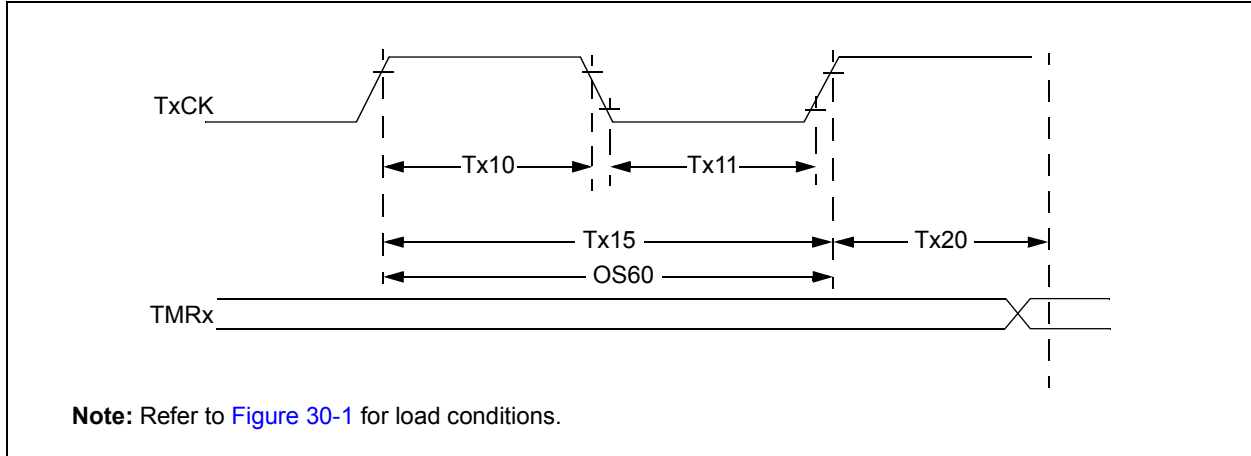 TxCK
Tx10
Tx11
Tx15
Tx20
OS60
TMRx
Note: Refer to Figure 30-1 for load conditions.